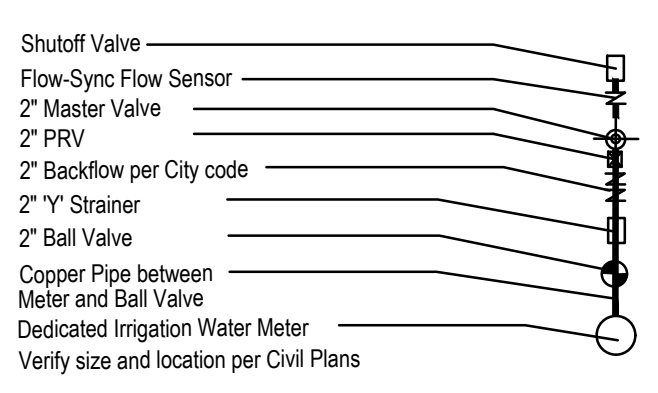 Shutoff Valve
Flow-Sync Flow Sensor
2" Master Valve
2" PRV
2" Backflow per City code
2" 'Y' Strainer
2" Ball Valve
Copper Pipe between
Meter and Ball Valve
Dedicated Irrigation Water Meter
Verify size and location per Civil Plans